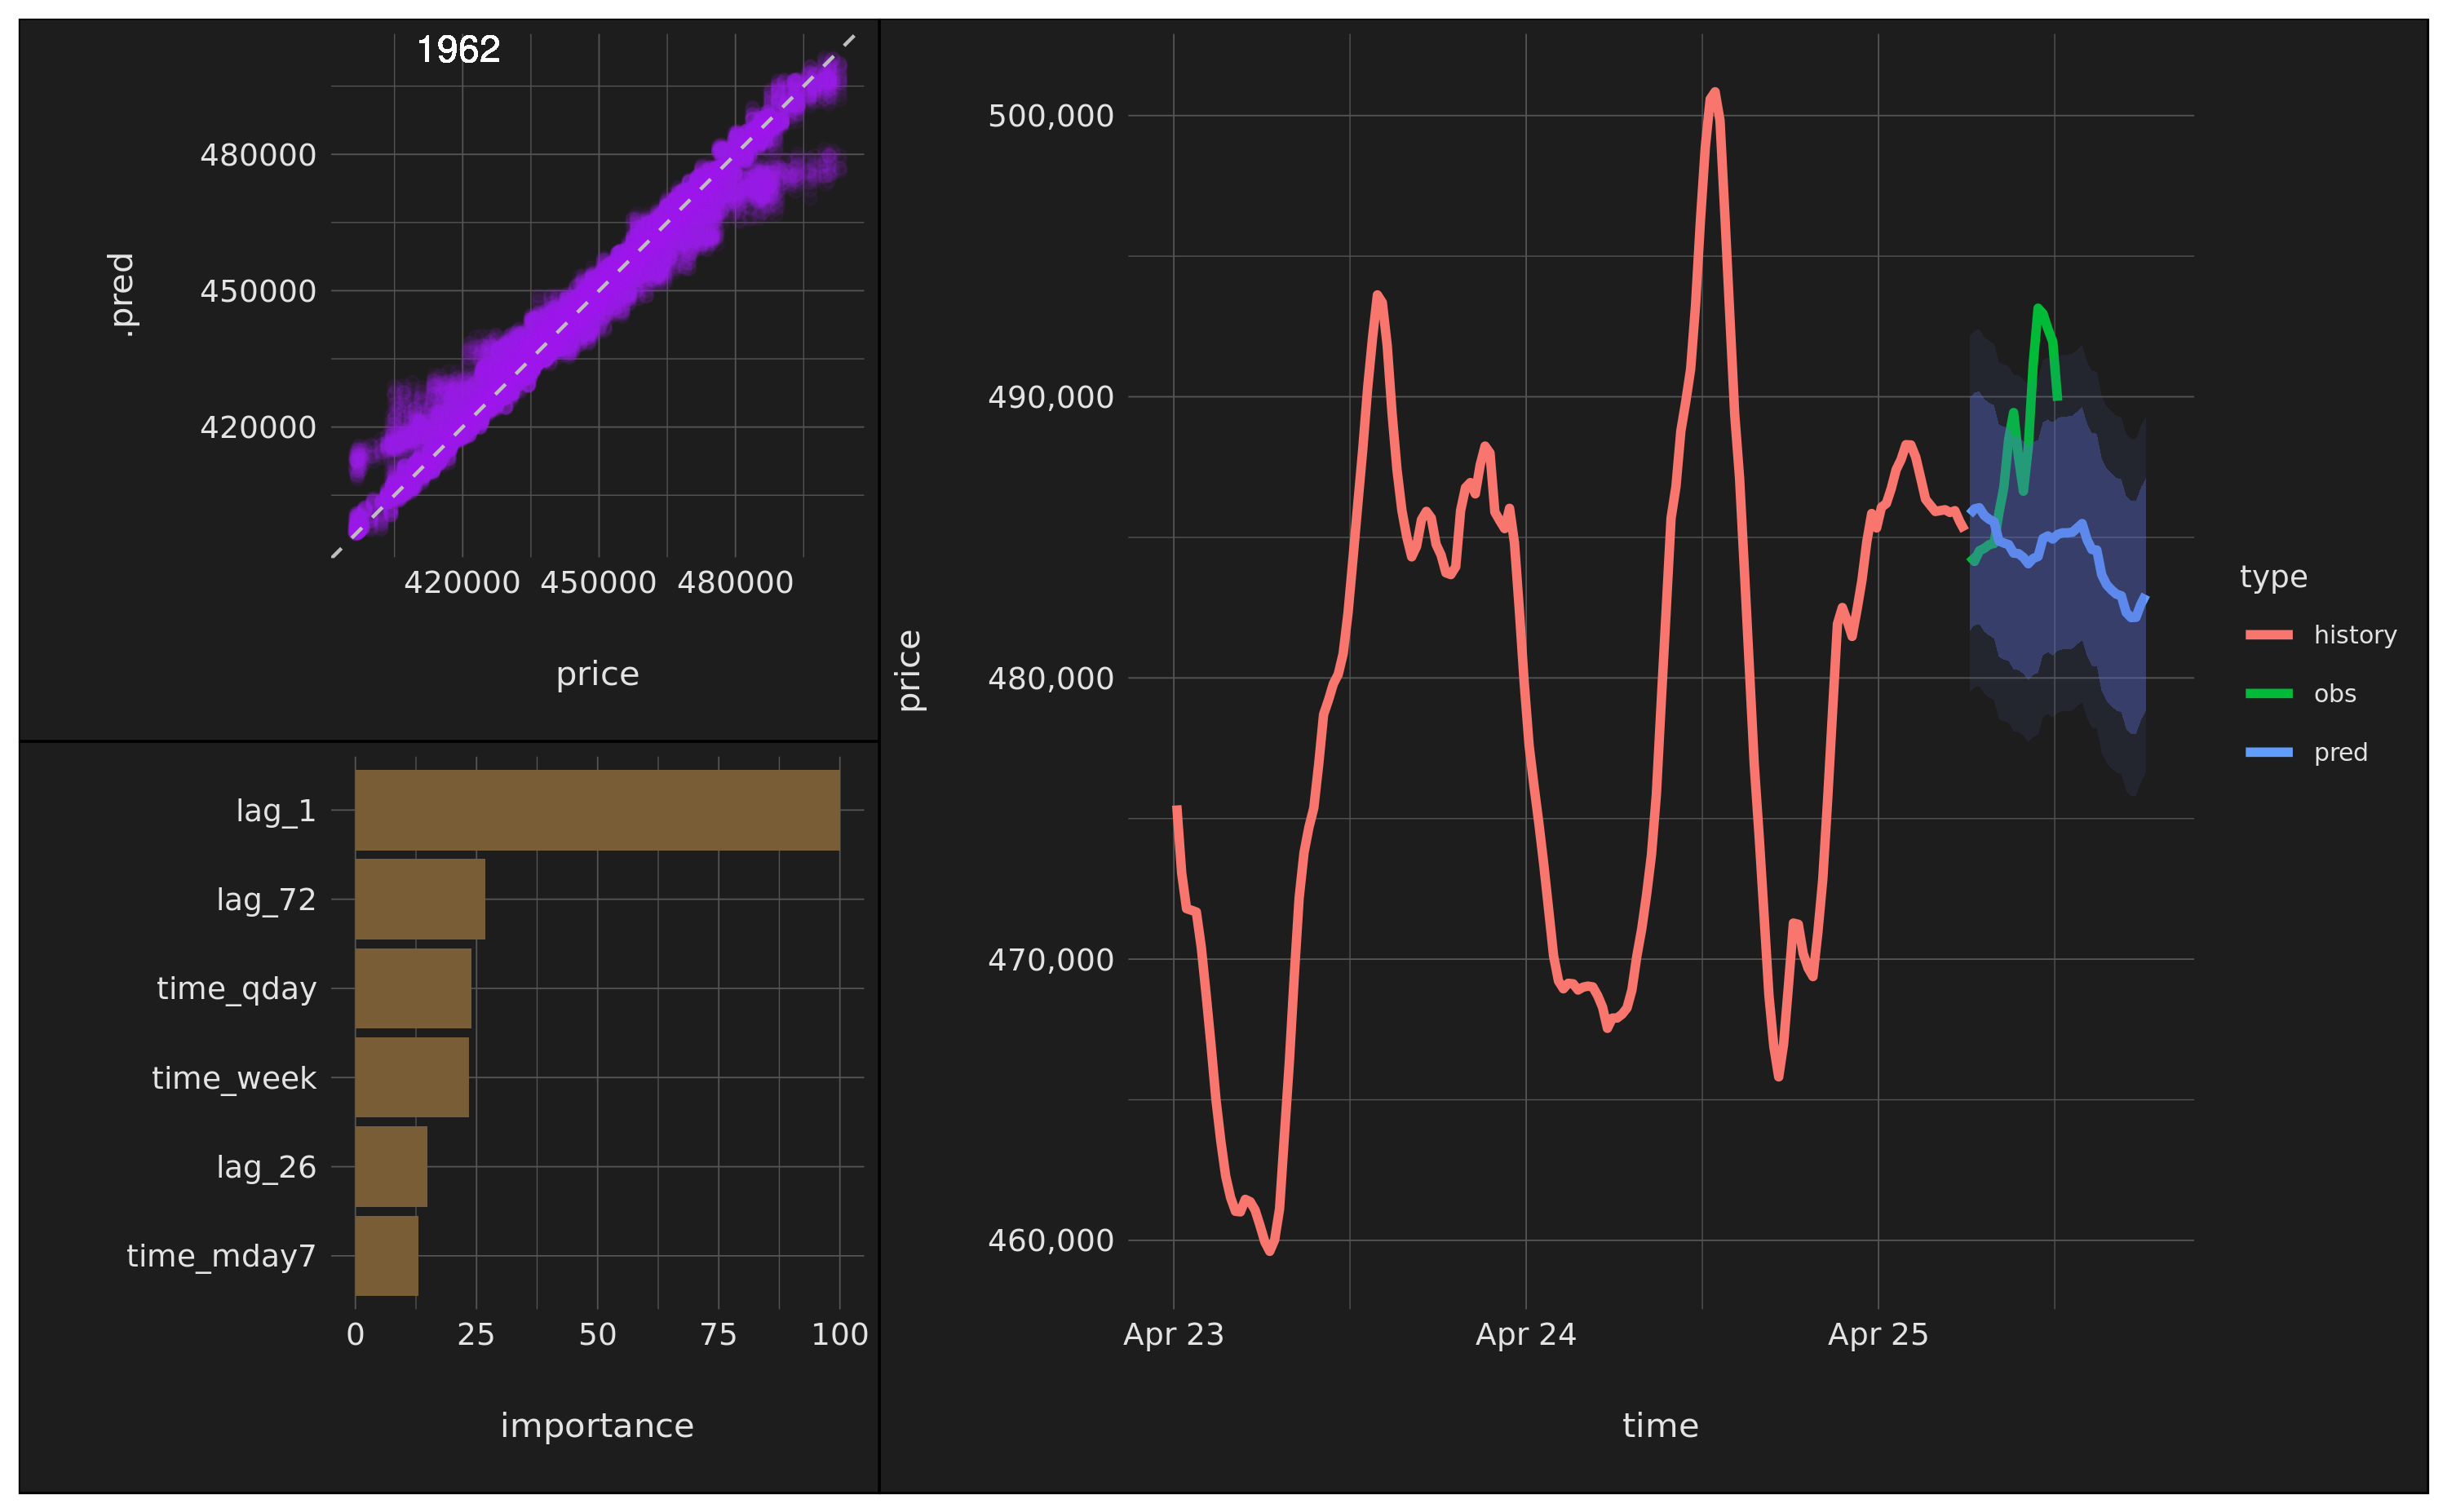 1962
.pred
480000
450000
420000
420000 450000 480000
price
lag_1
lag_72
time_qday
time_week
lag_26
time_mday7
0 25 50 75 100
importance
price
500,000
490,000
480,000
470,000
460,000
Apr 23 Apr 24 Apr 25
time
type
history
obs
pred